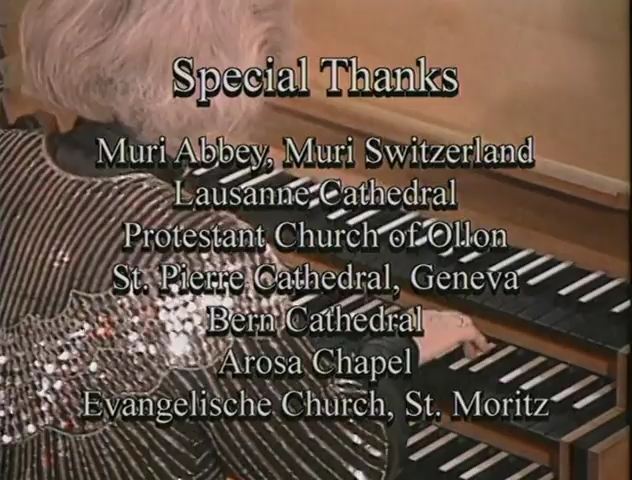 Special Thanks
Muri Abbey, Muri Switzerland
Lausanne Cathedral
Protestant Church of Ollon
St. Pierre Cathedral, Geneva
Bern Cathedral
Arosa Chapel
Evangelische Church, St. Moritz